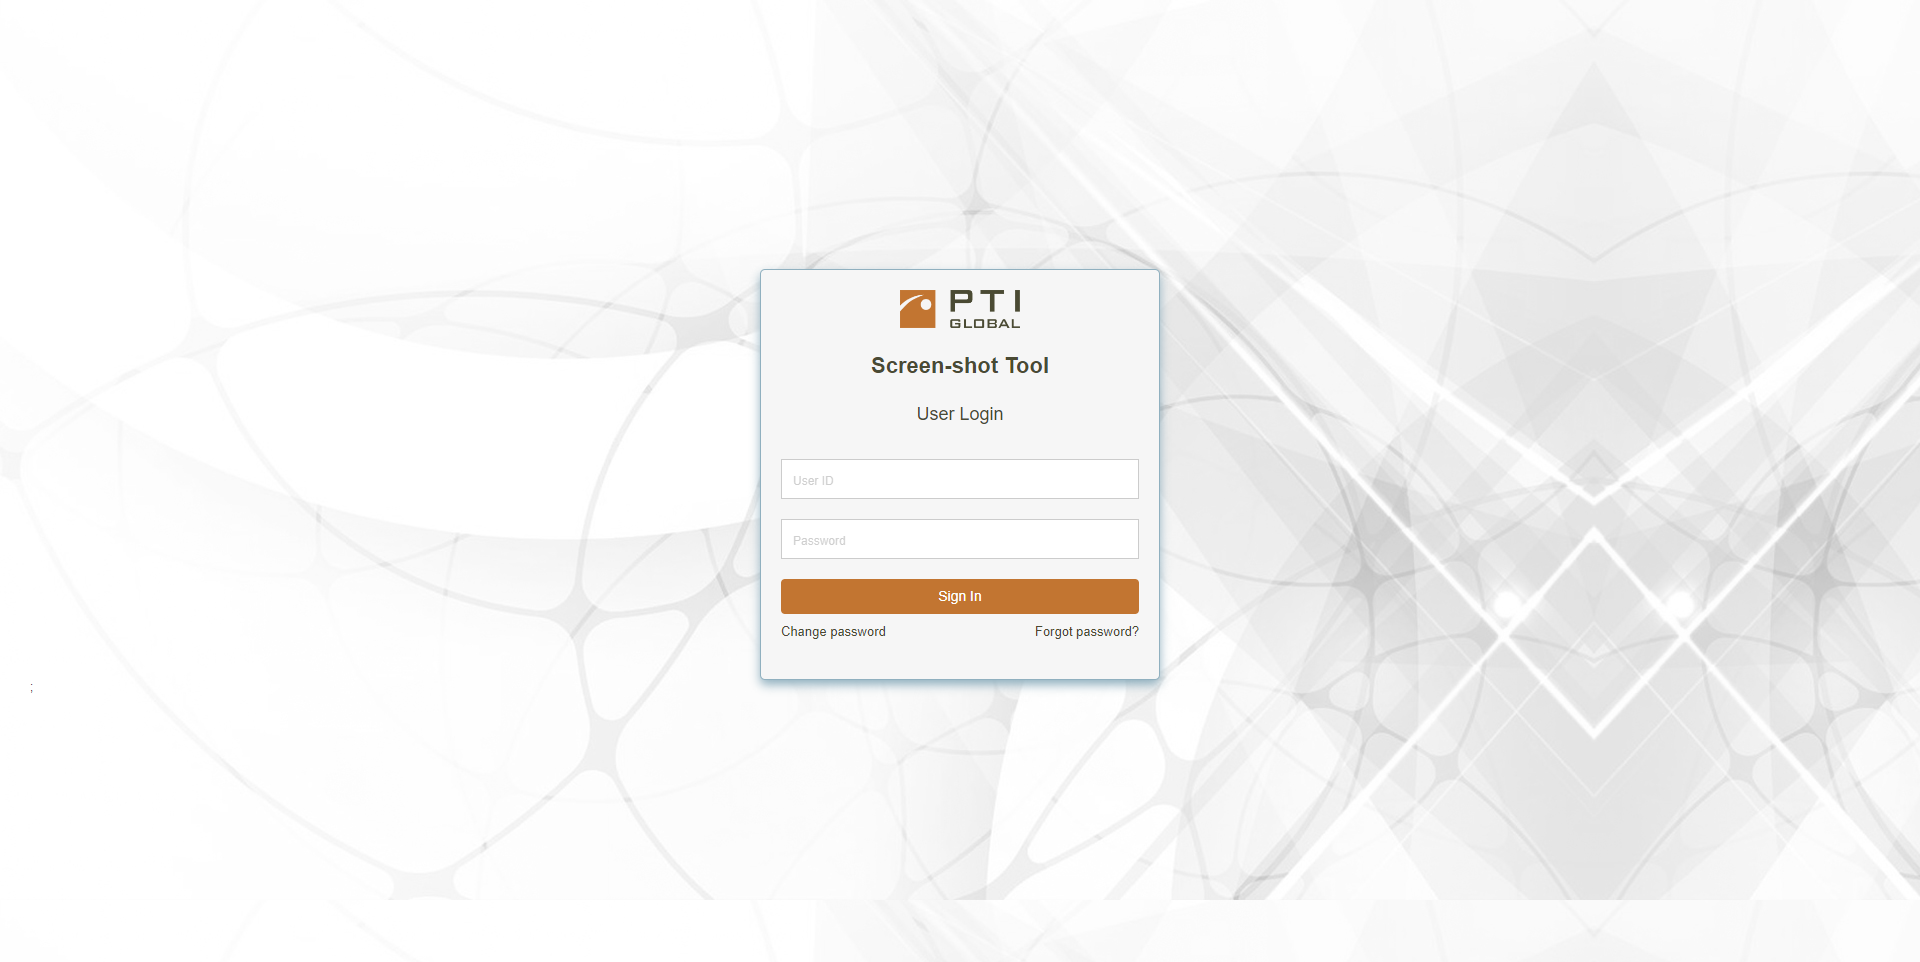 PTI
GLOBAL
Screen-shot Tool
User Login
User ID
Password
Sign In
Change password
Forgot password?
;